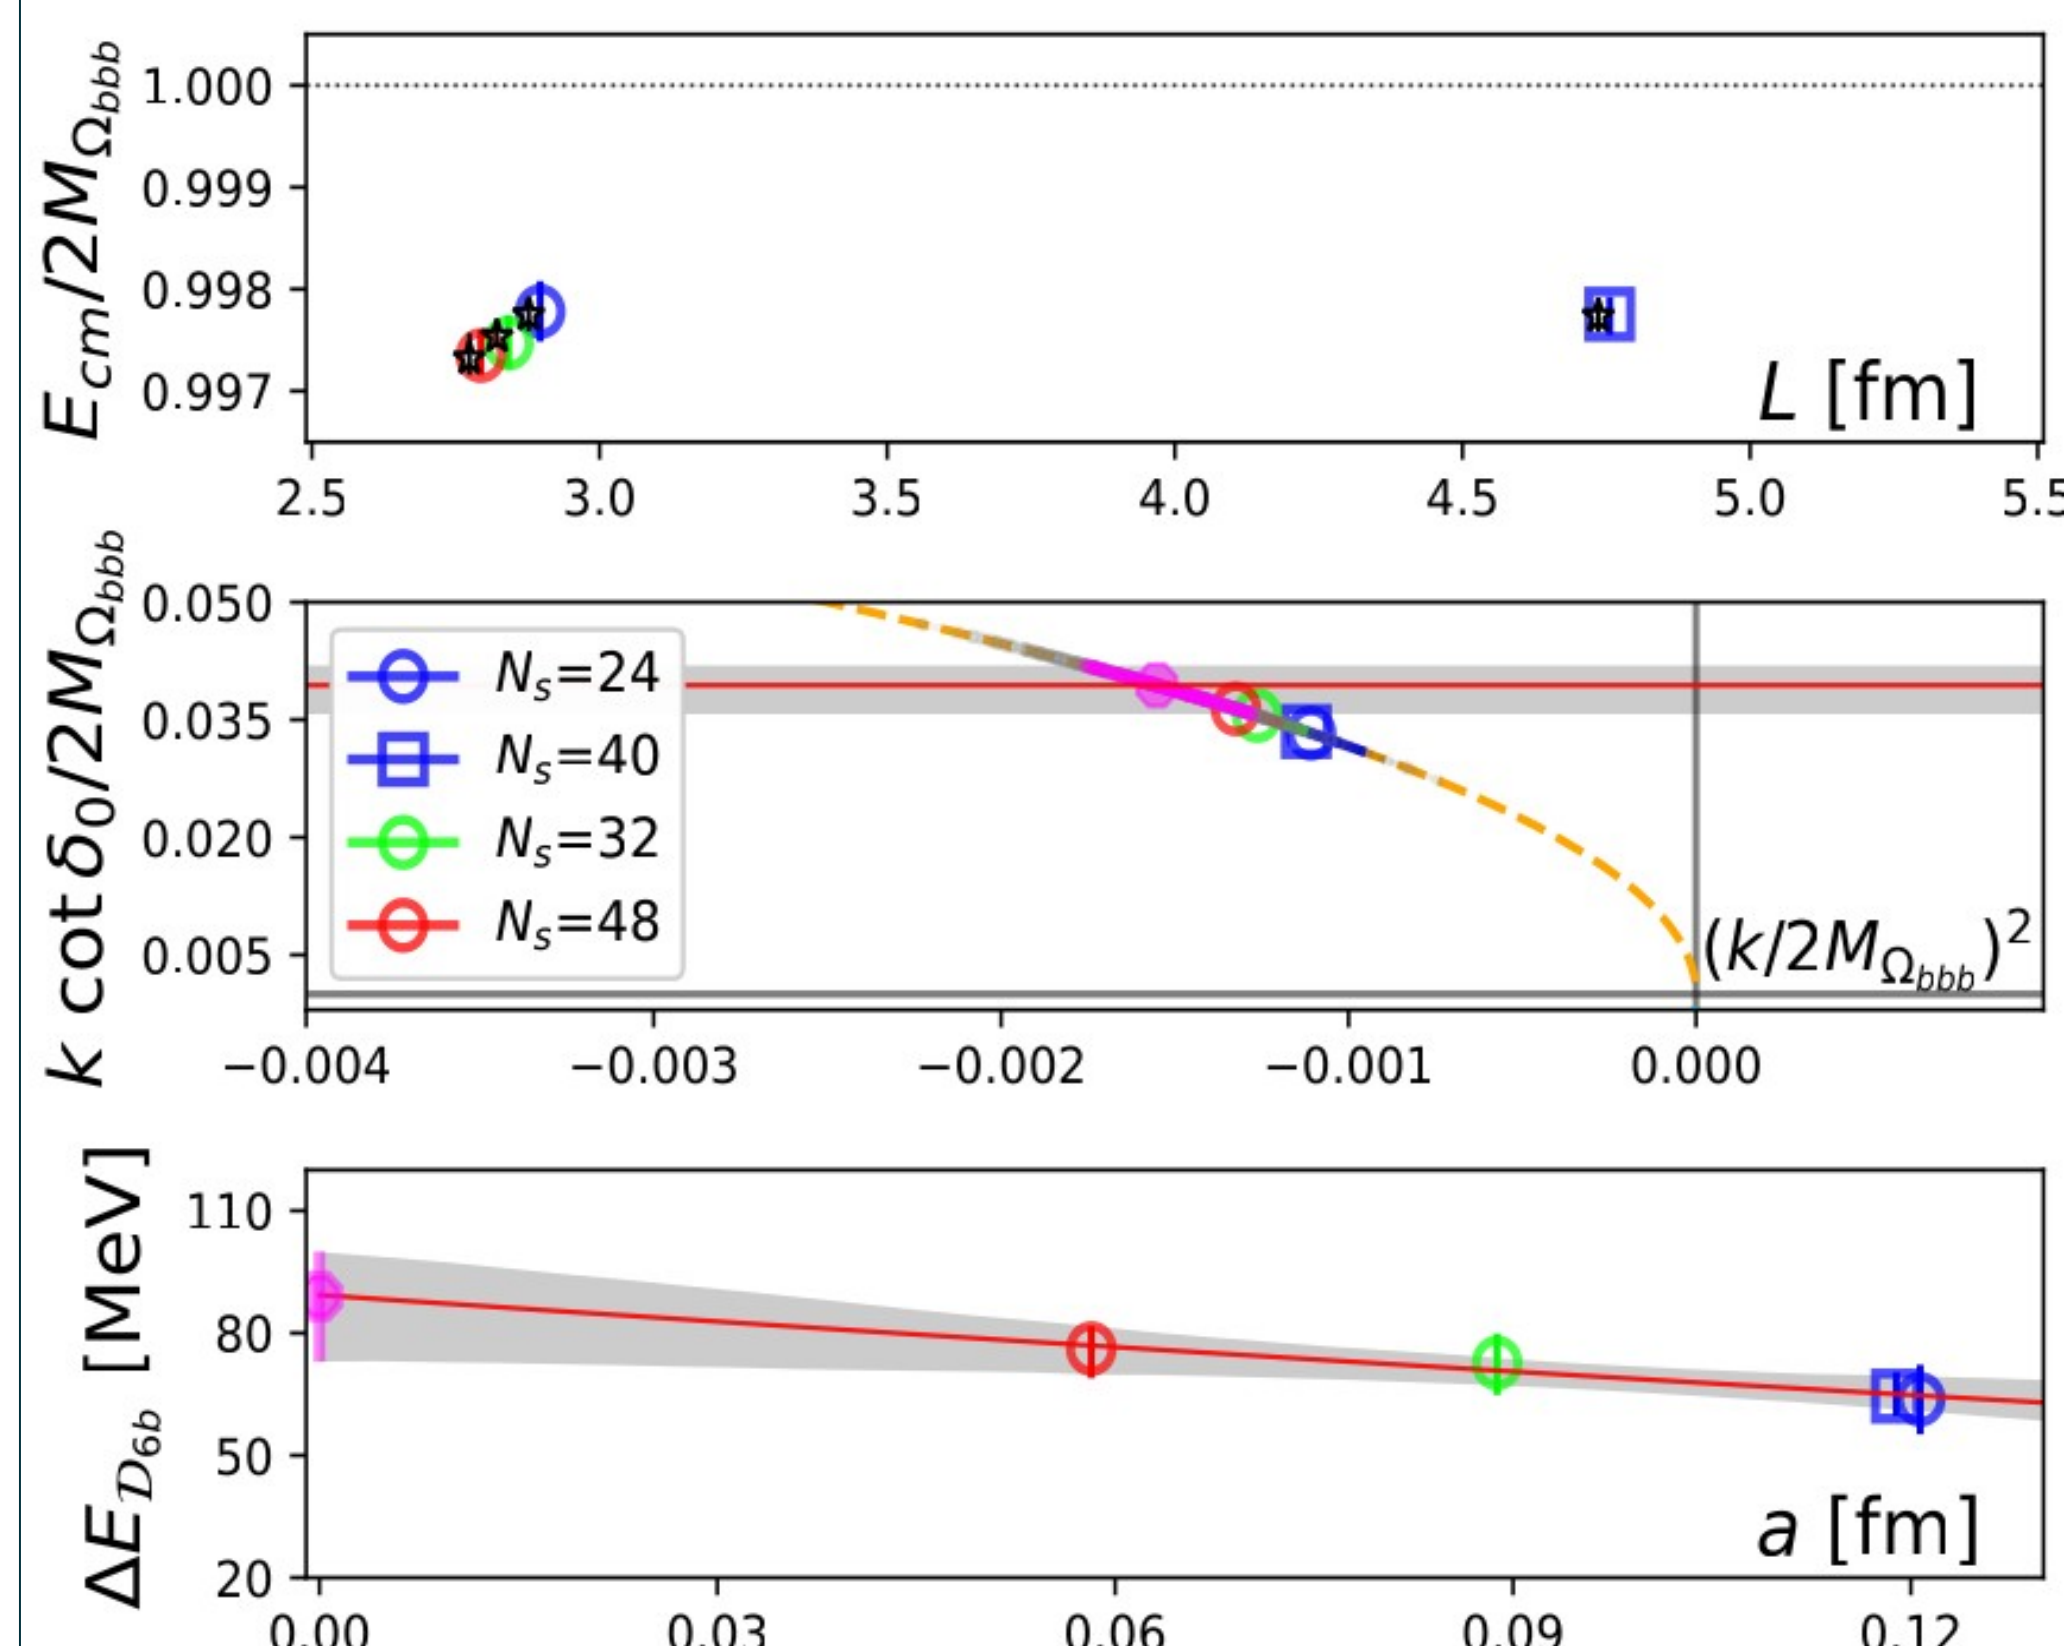 E_cm/2M_Ω_bbb
1.000
0.999
0.998
0.997
L [fm]
2.5 3.0 3.5 4.0 4.5 5.0 5.5
k cot δ_0/2M_Ω_bbb
0.050
0.035
0.020
0.005
N_s=24
N_s=40
N_s=32
N_s=48
(k/2M_Ω_bbb)^2
−0.004 −0.003 −0.002 −0.001 0.000
ΔE_𝒟_6b [MeV]
110
80
50
20
a [fm]
0.00 0.03 0.06 0.09 0.12